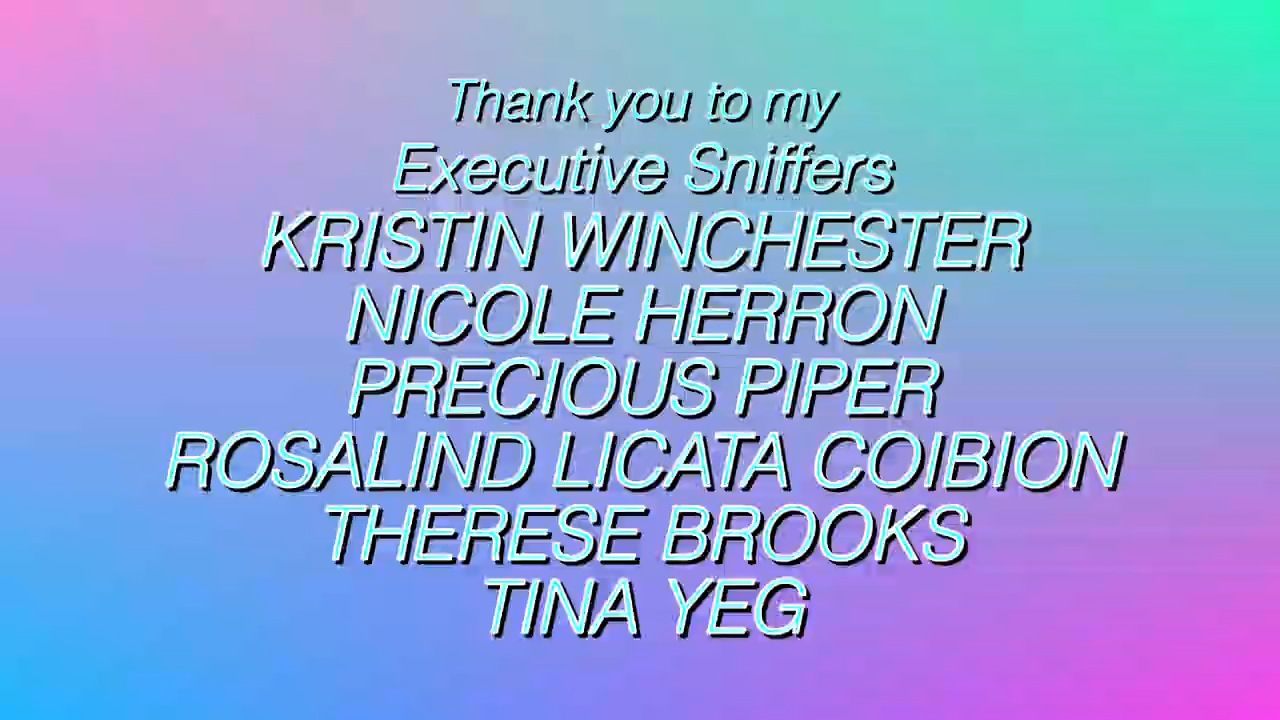 Thank you to my
Executive Sniffers
KRISTIN WINCHESTER
NICOLE HERRON
PRECIOUS PIPER
ROSALIND LICATA COIBION
THERESE BROOKS
TINA YEG